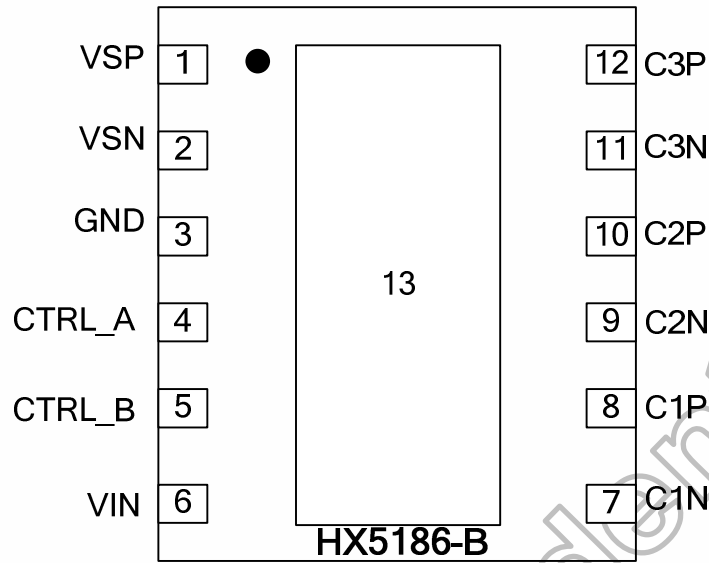 VSP 1 12 C3P
VSN 2 11 C3N
GND 3 10 C2P
13
CTRL_A 4 9 C2N
CTRL_B 5 8 C1P
VIN 6 7 C1N
HX5186-B